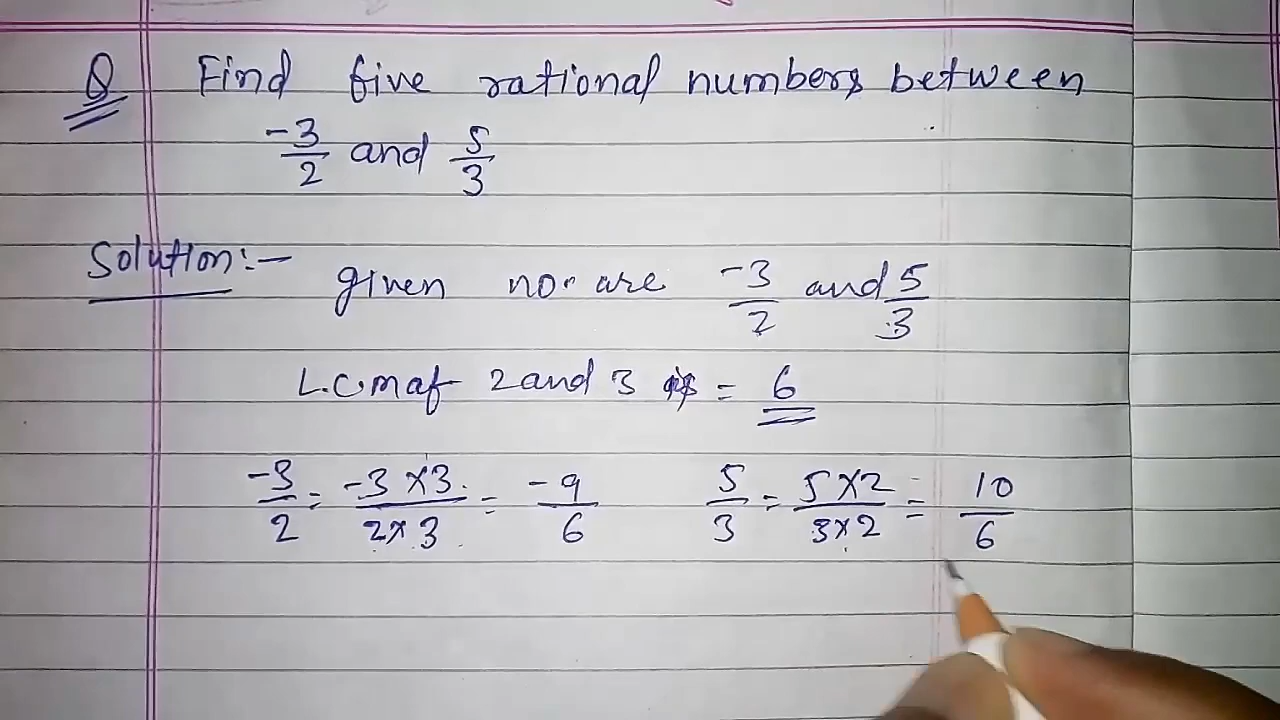 Q Find five rational numbers between
-3/2 and 5/3
Solution:-
given no. are -3/2 and 5/3
L.C.M of 2 and 3 is = 6
-3/2 = -3×3/2×3 = -9/6   5/3 = 5×2/3×2 = 10/6